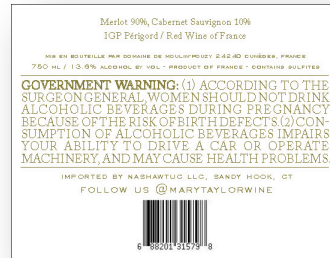 Merlot 90%, Cabernet Sauvignon 10%
IGP Périgord / Red Wine of France
MIS EN BOUTEILLE PAR DOMAINE DE MOULIN-POUZY 24240 CUNÈGES, FRANCE
750 ML / 13.6% ALCOHOL BY VOL - PRODUCT OF FRANCE - CONTAINS SULFITES
GOVERNMENT WARNING: (1) ACCORDING TO THE
SURGEON GENERAL, WOMEN SHOULD NOT DRINK
ALCOHOLIC BEVERAGES DURING PREGNANCY
BECAUSE OF THE RISK OF BIRTH DEFECTS. (2) CON-
SUMPTION OF ALCOHOLIC BEVERAGES IMPAIRS
YOUR ABILITY TO DRIVE A CAR OR OPERATE
MACHINERY, AND MAY CAUSE HEALTH PROBLEMS.
IMPORTED BY NASHAWTUC LLC, SANDY HOOK, CT
FOLLOW US @MARYTAYLORWINE
6 88201 31579 8